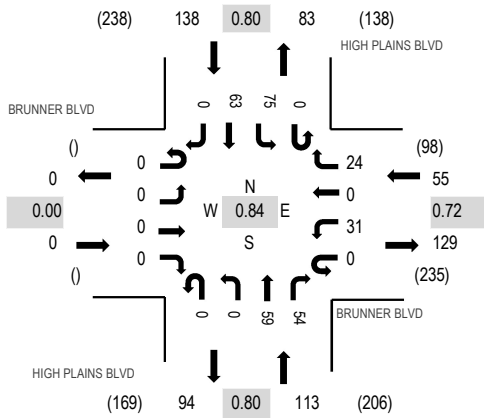 (238) 138 0.80 83 (138)
HIGH PLAINS BLVD
BRUNNER BLVD
0 63 75 0
() (98)
0 24
0 0 55
0.00 0 N 0.72
W 0.84 E
0 S 31
0 0 129
() 0 (235)
0 0 59 54
BRUNNER BLVD
HIGH PLAINS BLVD
(169) 94 0.80 113 (206)